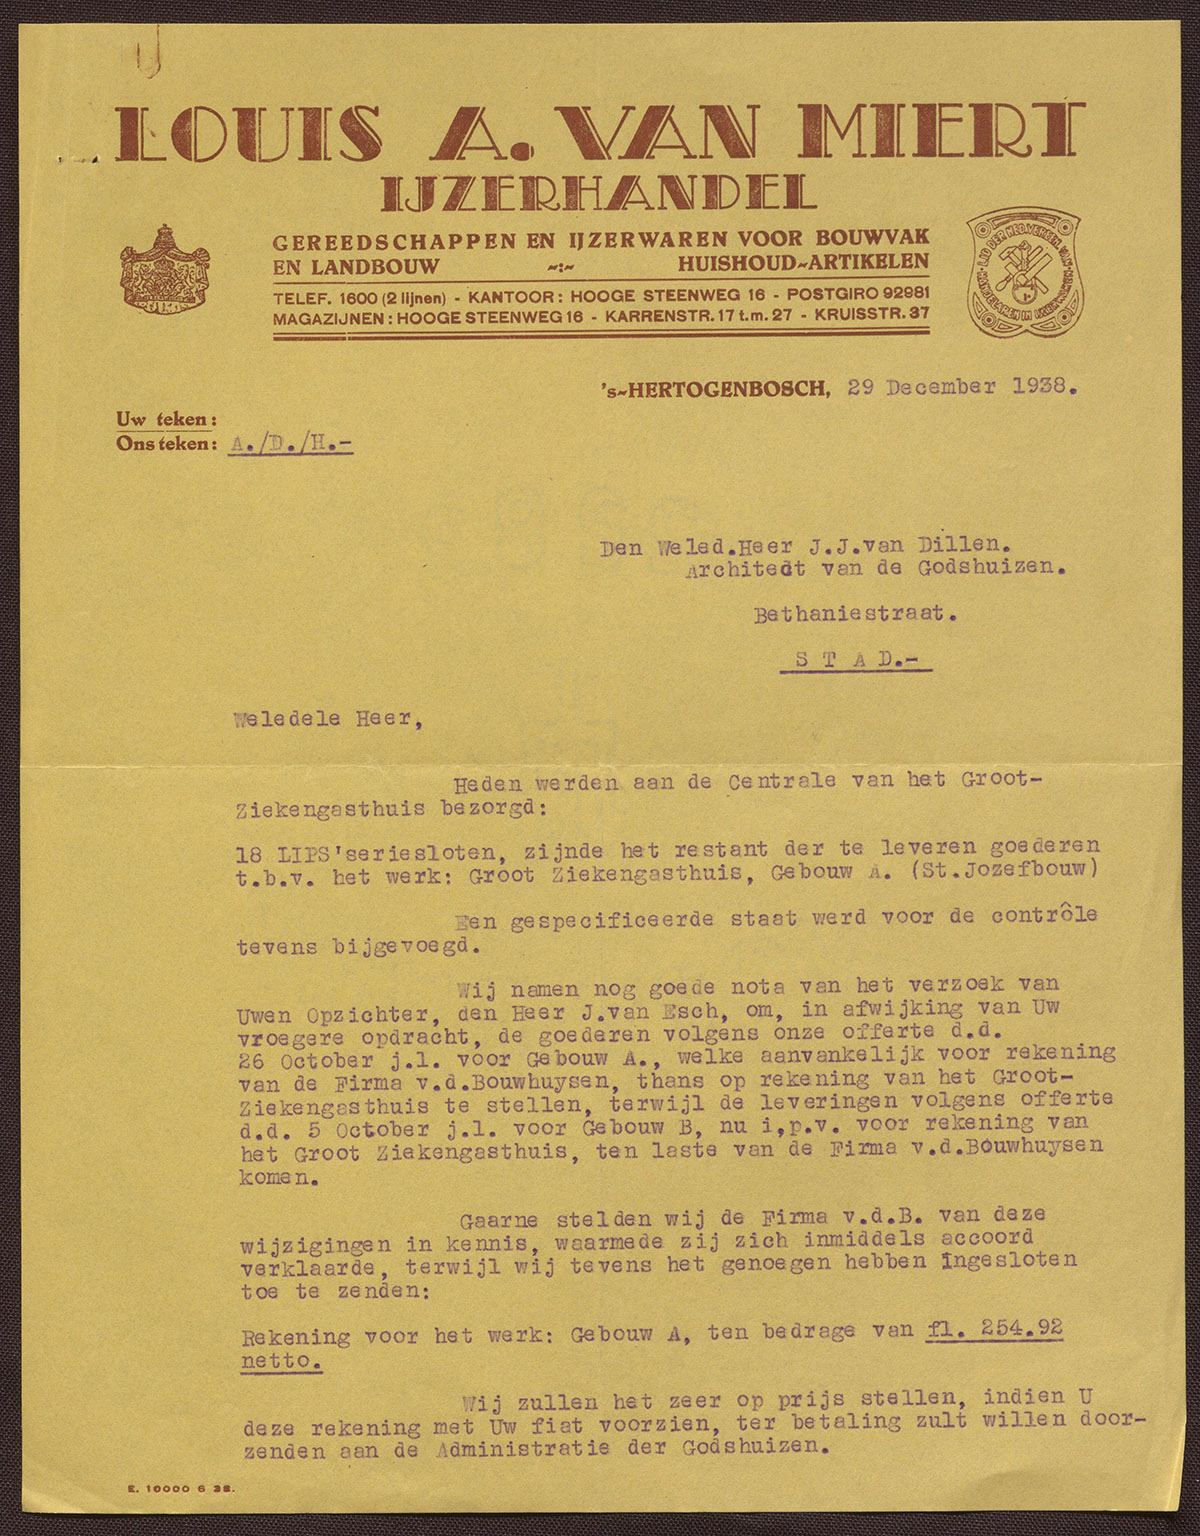 LOUIS A. VAN MIERT
IJZERHANDEL
GEREEDSCHAPPEN EN IJZERWAREN VOOR BOUWVAK
EN LANDBOUW ~:~ HUISHOUD~ARTIKELEN
TELEF. 1600 (2 lijnen) - KANTOOR: HOOGE STEENWEG 16 - POSTGIRO 92981
MAGAZIJNEN: HOOGE STEENWEG 16 - KARRENSTR. 17 t.m. 27 - KRUISSTR. 37
's~HERTOGENBOSCH, 29 December 1938.
Uw teken:
Ons teken: A./D./H.-
Den Weled.Heer J.J.van Dillen.
Architect van de Godshuizen.
Bethaniestraat.
S T A D.-
Weledele Heer,
Heden werden aan de Centrale van het Groot-
Ziekengasthuis bezorgd:
18 LIPS'seriesloten, zijnde het restant der te leveren goederen
t.b.v. het werk: Groot Ziekengasthuis, Gebouw A. (St.Jozefbouw)
Een gespecificeerde staat werd voor de contrôle
tevens bijgevoegd.
Wij namen nog goede nota van het verzoek van
Uwen Opzichter, den Heer J.van Esch, om, in afwijking van Uw
vroegere opdracht, de goederen volgens onze offerte d.d.
26 October j.l. voor Gebouw A., welke aanvankelijk voor rekening
van de Firma v.d.Bouwhuysen, thans op rekening van het Groot-
Ziekengasthuis te stellen, terwijl de leveringen volgens offerte
d.d. 5 October j.l. voor Gebouw B, nu i,p.v. voor rekening van
het Groot Ziekengasthuis, ten laste van de Firma v.d.Bouwhuysen
komen.
Gaarne stelden wij de Firma v.d.B. van deze
wijzigingen in kennis, waarmede zij zich inmiddels accoord
verklaarde, terwijl wij tevens het genoegen hebben Ingesloten
toe te zenden:
Rekening voor het werk: Gebouw A, ten bedrage van fl. 254.92
netto.
Wij zullen het zeer op prijs stellen, indien U
deze rekening met Uw fiat voorzien, ter betaling zult willen door-
zenden aan de Administratie der Godshuizen.
E. 10000 6 38.